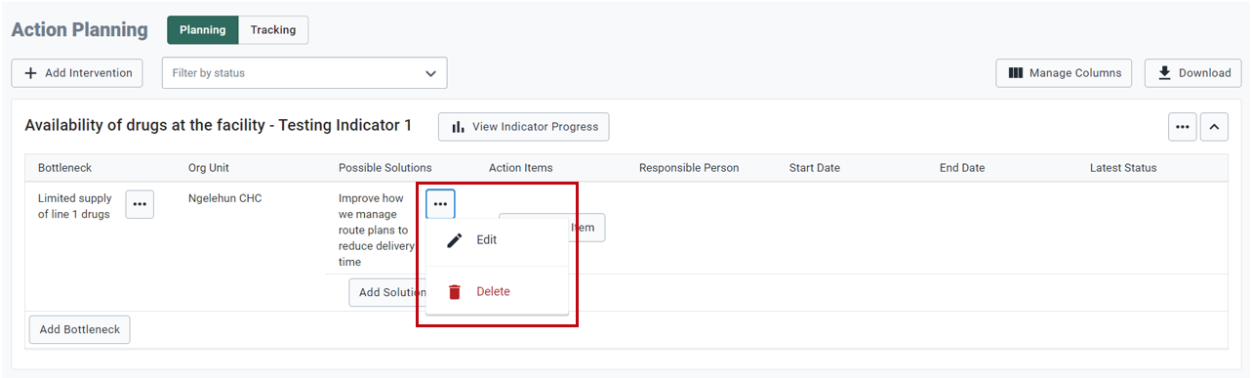 Action Planning
Planning
Tracking
Add Intervention
Filter by status
Manage Columns
Download
Availability of drugs at the facility - Testing Indicator 1
View Indicator Progress
Bottleneck
Org Unit
Possible Solutions
Action Items
Responsible Person
Start Date
End Date
Latest Status
Limited supply
of line 1 drugs
Ngelehun CHC
Improve how
we manage
route plans to
reduce delivery
time
Item
Edit
Delete
Add Solution
Add Bottleneck